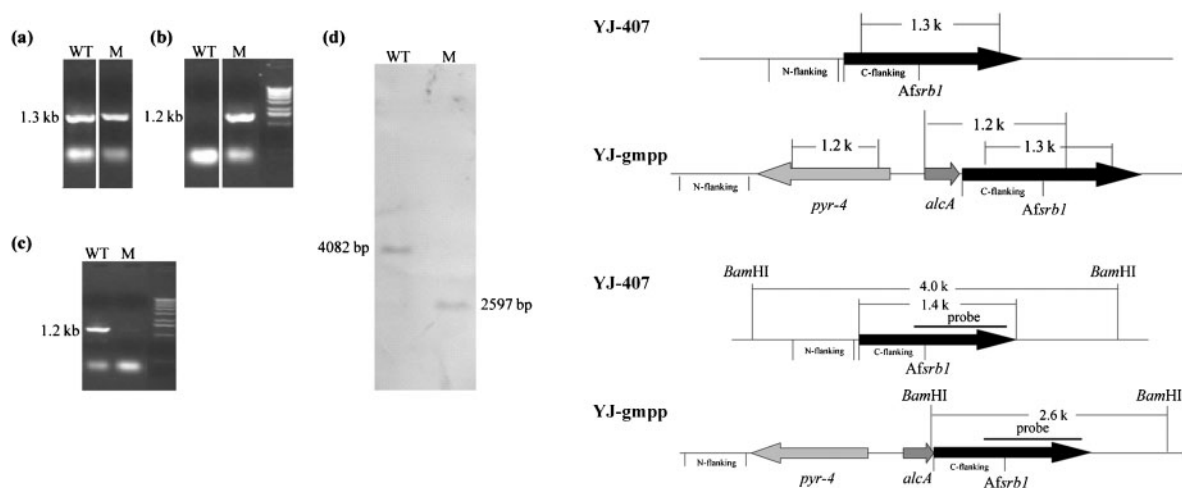 (a)
WT M
1.3 kb
(b)
WT M
1.2 kb
(c)
WT M
1.2 kb
(d)
WT M
4082 bp
2597 bp
YJ-407
1.3 k
N-flanking
C-flanking
Afsrb1
YJ-gmpp
1.2 k
1.2 k
1.3 k
N-flanking
pyr-4
alcA
C-flanking
Afsrb1
YJ-407
BamHI
BamHI
4.0 k
1.4 k
probe
N-flanking
C-flanking
Afsrb1
YJ-gmpp
BamHI
BamHI
2.6 k
probe
N-flanking
pyr-4
alcA
C-flanking
Afsrb1